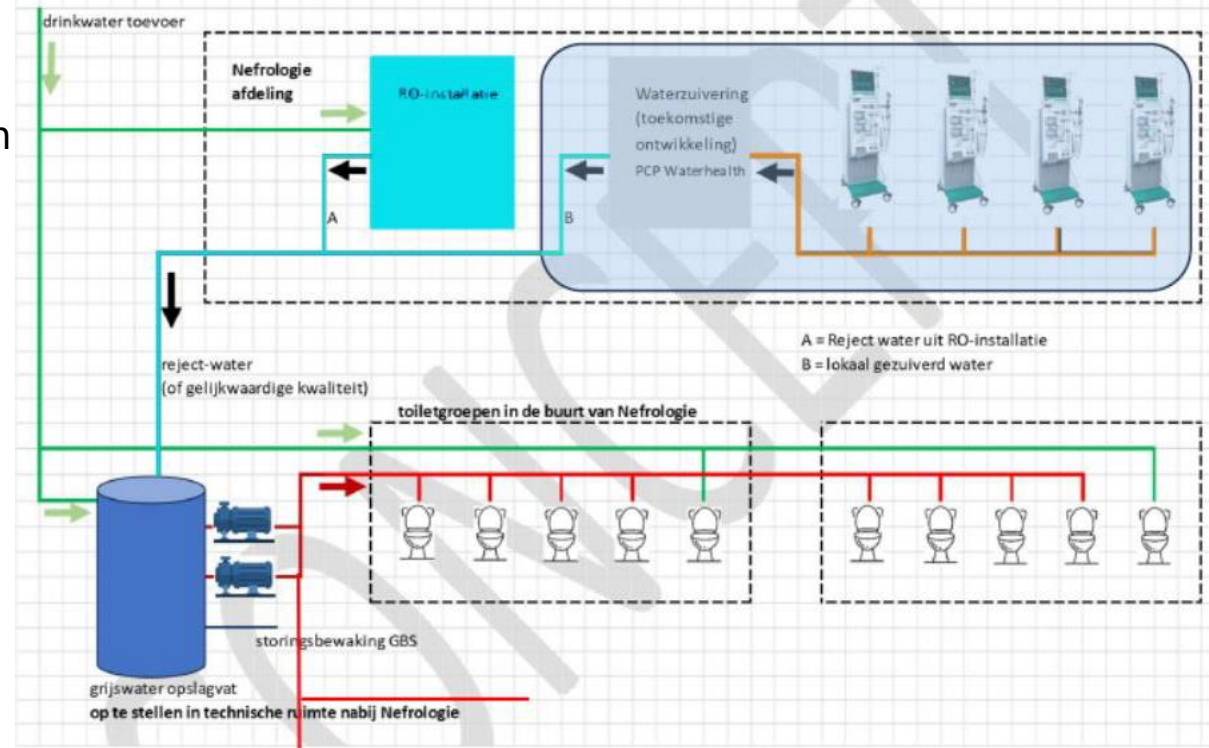 drinkwater toevoer
n
Nefrologie
afdeling
RO-installatie
Waterzuivering
(toekomstige
ontwikkeling)
PCP Waterhealth
A
B
A = Reject water uit RO-installatie
B = lokaal gezuiverd water
reject-water
(of gelijkwaardige kwaliteit)
toiletgroepen in de buurt van Nefrologie
storingsbewaking GBS
grijswater opslagvat
op te stellen in technische ruimte nabij Nefrologie
ONCEPT